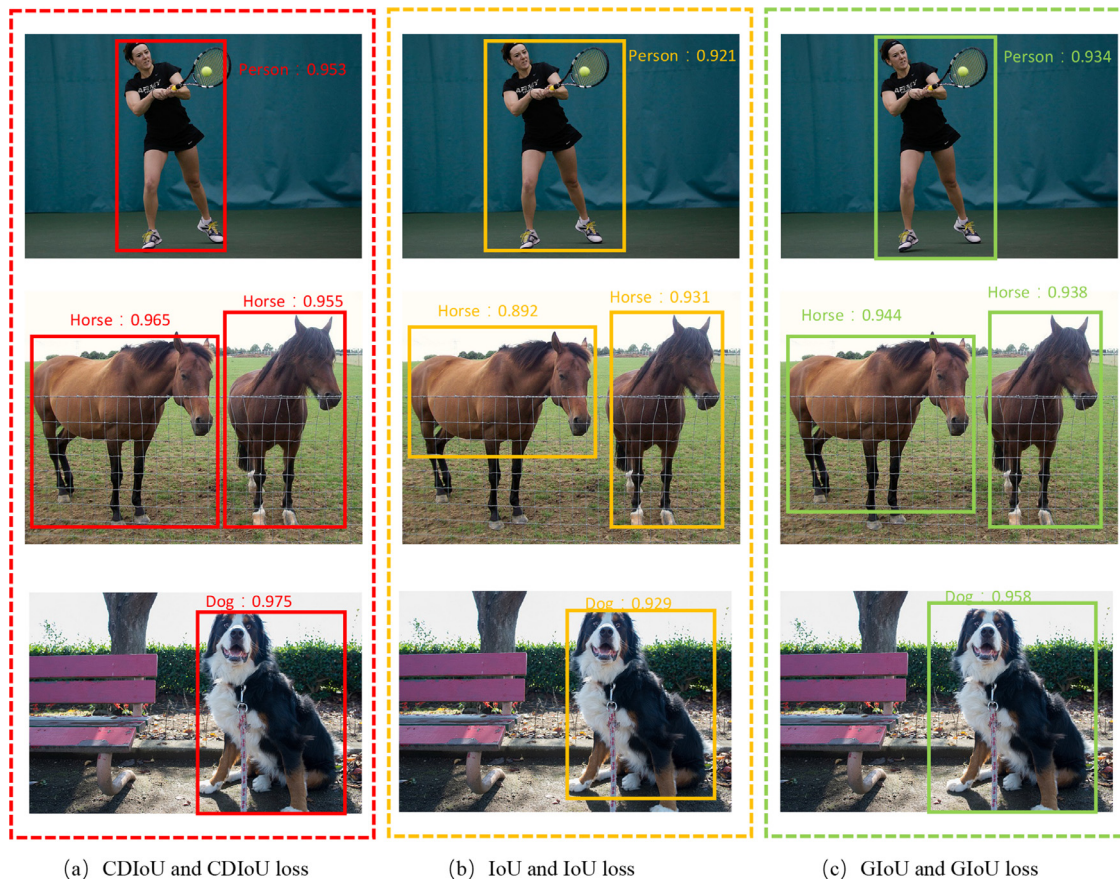 Person：0.953
Person：0.921
Person：0.934
Horse：0.965
Horse：0.955
Horse：0.892
Horse：0.931
Horse：0.944
Horse：0.938
Dog：0.975
Dog：0.929
Dog：0.958
(a) CDIoU and CDIoU loss
(b) IoU and IoU loss
(c) GIoU and GIoU loss